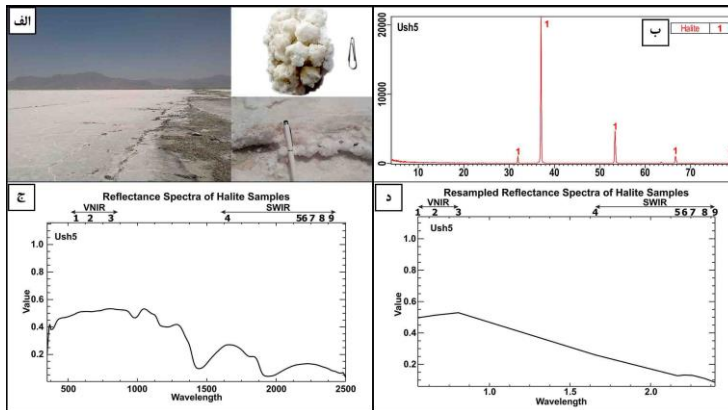 الف
ب
Ush5
Halite 1
20000
10000
0
1
1
1
1
10 20 30 40 50 60 70
ج
Reflectance Spectra of Halite Samples
VNIR SWIR
1 2 3 4 56 7 8 9
Ush5
1.0
0.8
0.6
0.4
0.2
Value
500 1000 1500 2000 2500
Wavelength
د
Resampled Reflectance Spectra of Halite Samples
VNIR SWIR
1 2 3 4 5 6 7 8 9
Ush5
1.0
0.8
0.6
0.4
0.2
Value
1.0 1.5 2.0
Wavelength